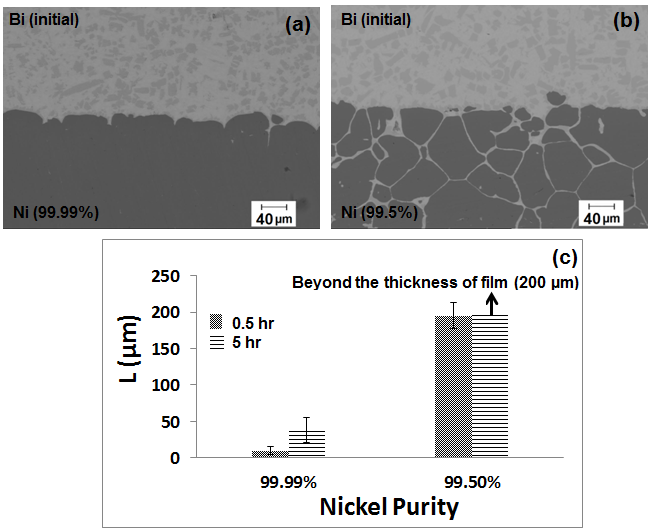 Bi (initial)
(a)
Ni (99.99%)
40 µm
Bi (initial)
(b)
Ni (99.5%)
40 µm
(c)
Beyond the thickness of film (200 µm)
250
200
150
100
50
0
L (µm)
0.5 hr
5 hr
99.99%
99.50%
Nickel Purity